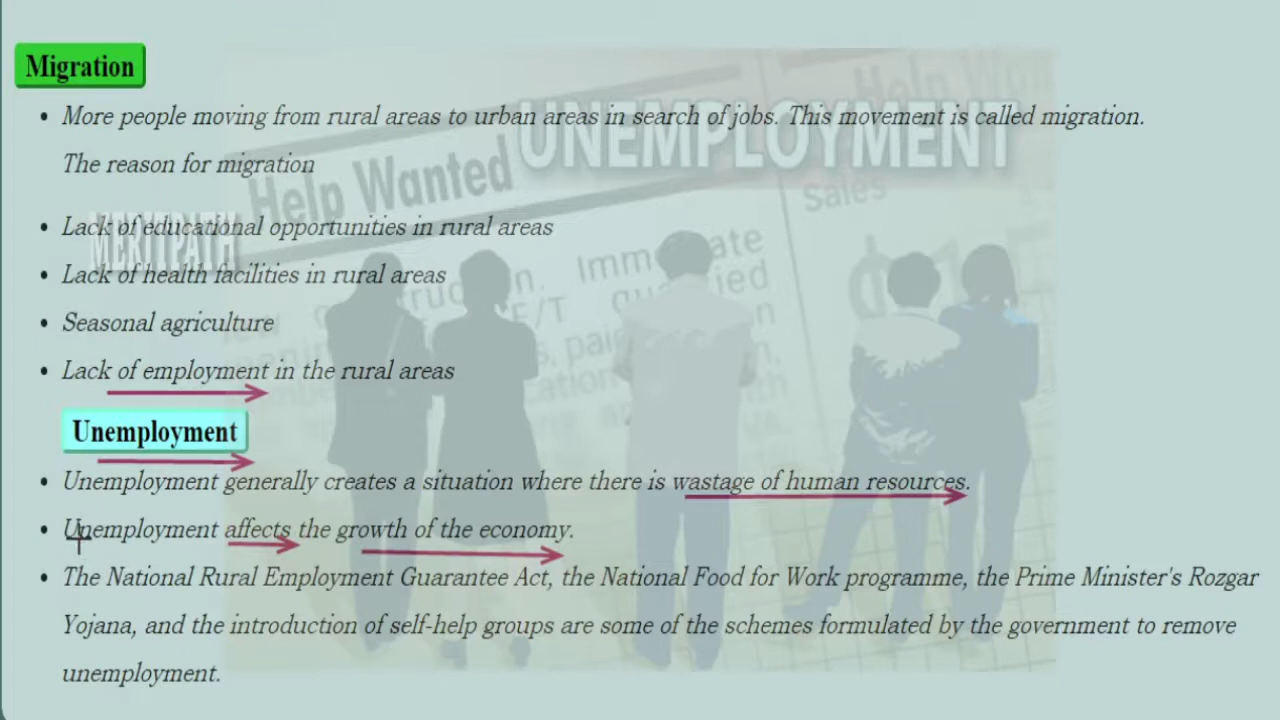 Migration
More people moving from rural areas to urban areas in search of jobs. This movement is called migration.
The reason for migration
Lack of educational opportunities in rural areas
Lack of health facilities in rural areas
Seasonal agriculture
Lack of employment in the rural areas
Unemployment
Unemployment generally creates a situation where there is wastage of human resources.
Unemployment affects the growth of the economy.
The National Rural Employment Guarantee Act, the National Food for Work programme, the Prime Minister's Rozgar
Yojana, and the introduction of self-help groups are some of the schemes formulated by the government to remove
unemployment.
MERITPATH
Help Wanted
UNEMPLOYMENT
Help
Sales